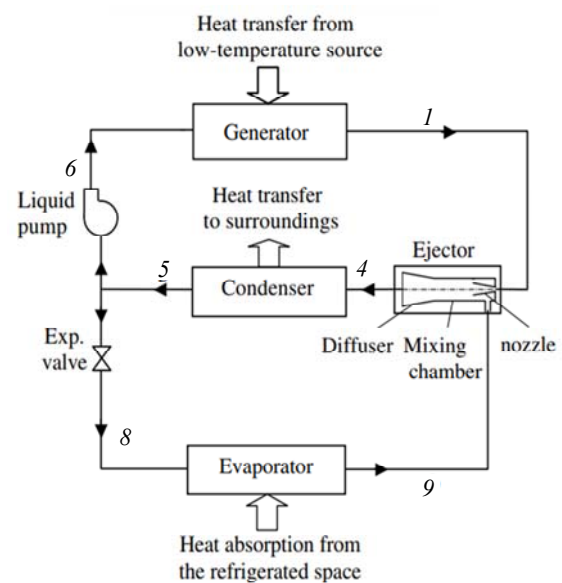 Heat transfer from
low-temperature source
Generator
1
6
Liquid
pump
Heat transfer
to surroundings
Ejector
5
Condenser
4
Exp.
valve
Diffuser Mixing nozzle
chamber
8
Evaporator
9
Heat absorption from
the refrigerated space